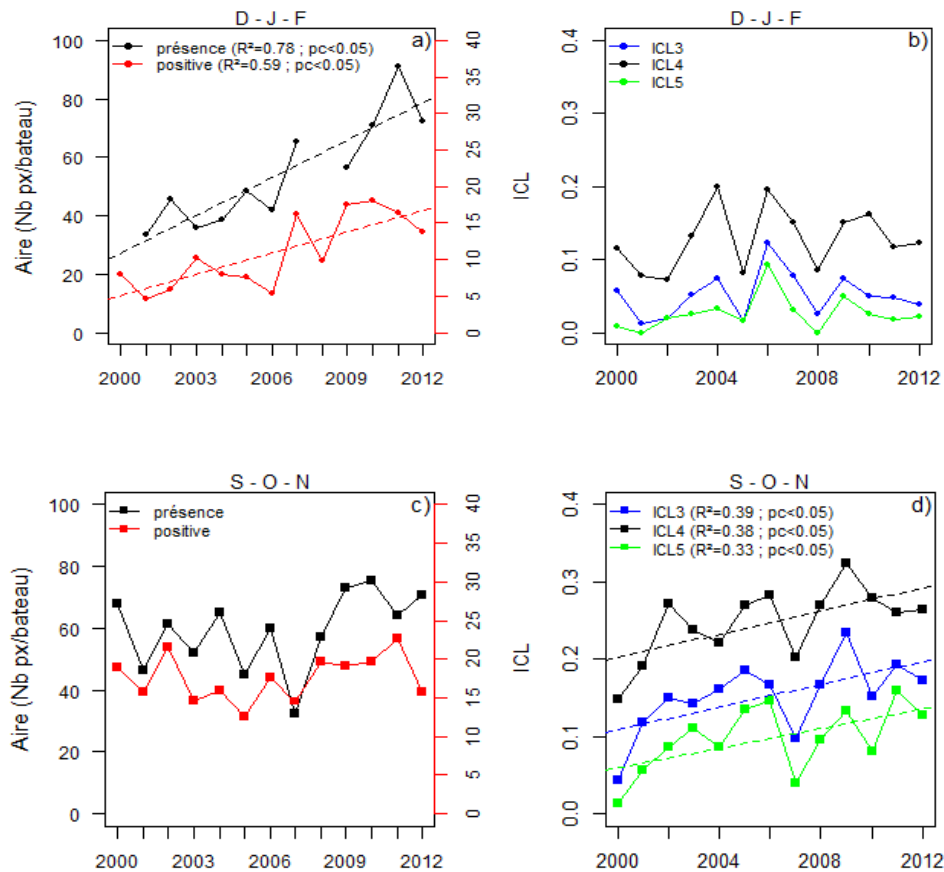 D - J - F
a)
présence (R²=0.78 ; pc<0.05)
positive (R²=0.59 ; pc<0.05)
Aire (Nb px/bateau)
100
80
60
40
20
0
40
35
30
25
20
15
10
5
0
2000
2003
2006
2009
2012
D - J - F
b)
ICL3
ICL4
ICL5
ICL
0.4
0.3
0.2
0.1
0.0
2000
2004
2008
2012
S - O - N
c)
présence
positive
Aire (Nb px/bateau)
100
80
60
40
20
0
40
35
30
25
20
15
10
5
0
2000
2003
2006
2009
2012
S - O - N
d)
ICL3 (R²=0.39 ; pc<0.05)
ICL4 (R²=0.38 ; pc<0.05)
ICL5 (R²=0.33 ; pc<0.05)
ICL
0.4
0.3
0.2
0.1
0.0
2000
2004
2008
2012